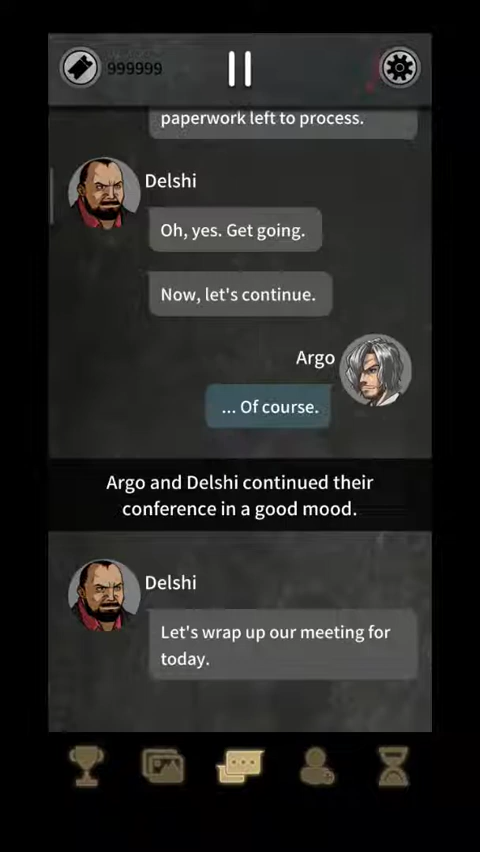 999999
paperwork left to process.
Delshi
Oh, yes. Get going.
Now, let's continue.
Argo
... Of course.
Argo and Delshi continued their
conference in a good mood.
Delshi
Let's wrap up our meeting for
today.